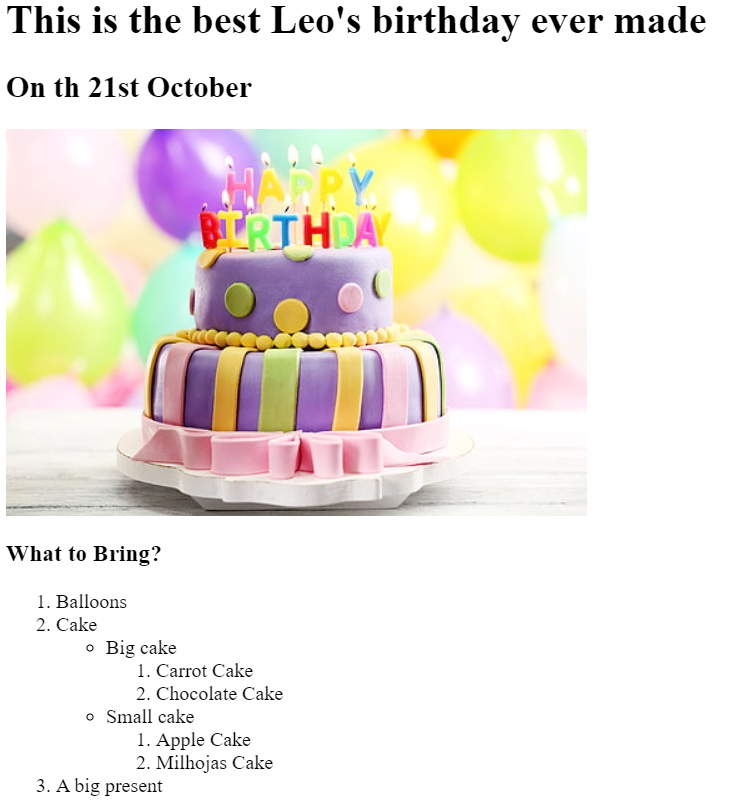 This is the best Leo's birthday ever made
On th 21st October
HAPPY
BIRTHDAY
What to Bring?
1. Balloons
2. Cake
Big cake
1. Carrot Cake
2. Chocolate Cake
Small cake
1. Apple Cake
2. Milhojas Cake
3. A big present